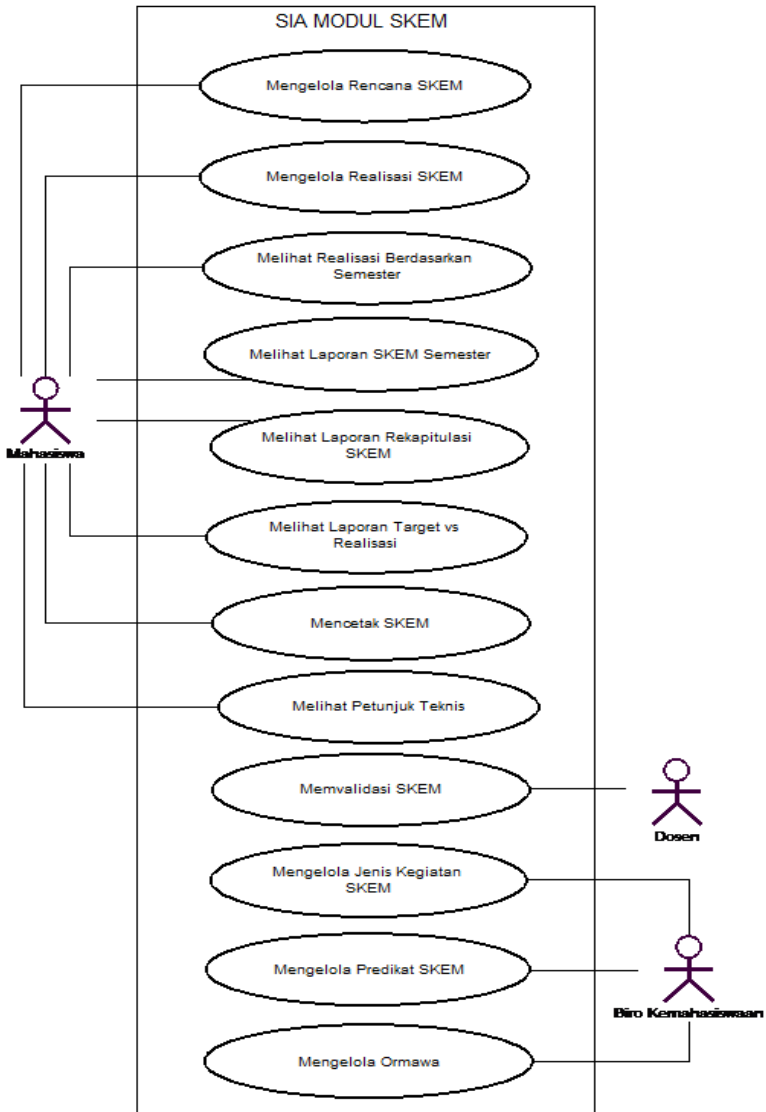 SIA MODUL SKEM
Mengelola Rencana SKEM
Mengelola Realisasi SKEM
Melihat Realisasi Berdasarkan
Semester
Melihat Laporan SKEM Semester
Mahasiswa
Melihat Laporan Rekapitulasi
SKEM
Melihat Laporan Target vs
Realisasi
Mencetak SKEM
Melihat Petunjuk Teknis
Memvalidasi SKEM
Dosen
Mengelola Jenis Kegiatan
SKEM
Mengelola Predikat SKEM
Biro Kemahasiswaan
Mengelola Ormawa